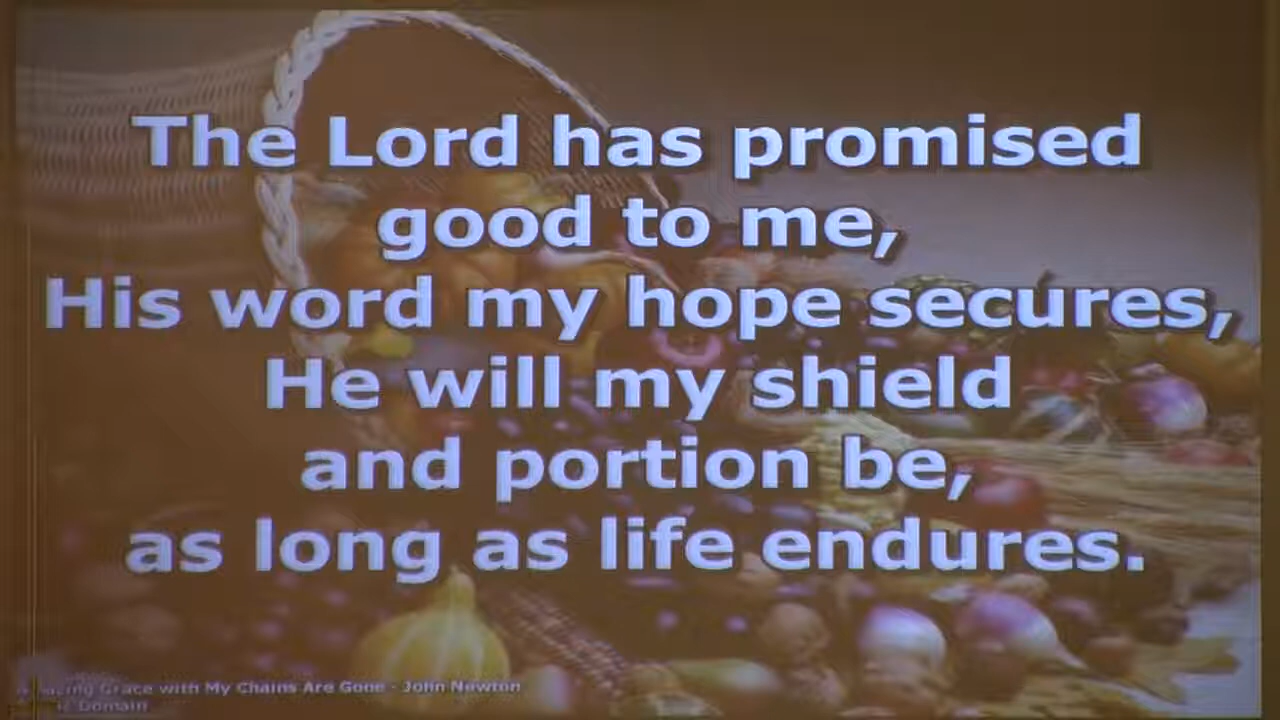 The Lord has promised
good to me,
His word my hope secures,
He will my shield
and portion be,
as long as life endures.
Grace with My Chains Are Gone - John Newton
Domain